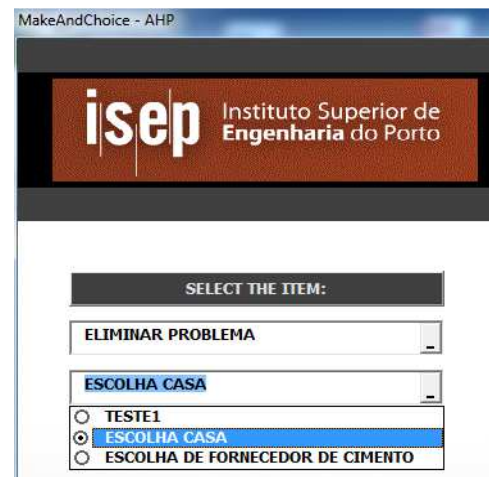 MakeAndChoice - AHP
isep
Instituto Superior de
Engenharia do Porto
SELECT THE ITEM:
ELIMINAR PROBLEMA
ESCOLHA CASA
TESTE1
ESCOLHA CASA
ESCOLHA DE FORNECEDOR DE CIMENTO